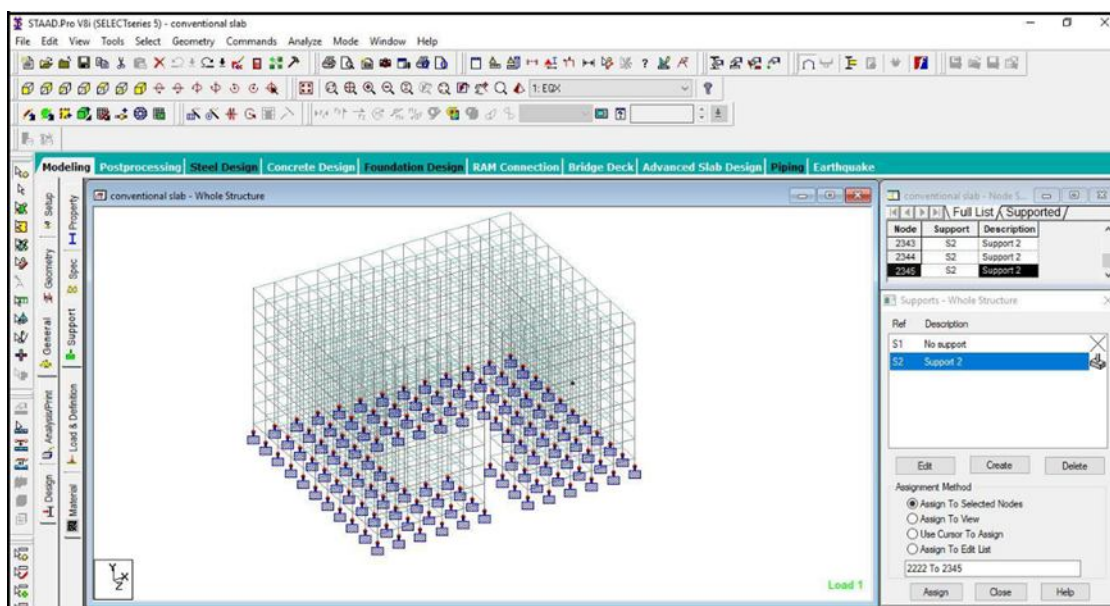 STAAD.Pro V8i (SELECTseries 5) - conventional slab
File Edit View Tools Select Geometry Commands Analyze Mode Window Help
1: EQX
Modeling Postprocessing Steel Design Concrete Design Foundation Design RAM Connection Bridge Deck Advanced Slab Design Piping Earthquake
Setup
Geometry
General
Analysis/Print
Design
Property
Spec
Support
Load & Definition
Material
conventional slab - Whole Structure
Y
X
Z
Load 1
conventional slab - Node S...
Full List Supported
Node Support Description
2343 S2 Support 2
2344 S2 Support 2
2345 S2 Support 2
Supports - Whole Structure
Ref Description
S1 No support
S2 Support 2
Edit Create Delete
Assignment Method
Assign To Selected Nodes
Assign To View
Use Cursor To Assign
Assign To Edit List
2222 To 2345
Assign Close Help